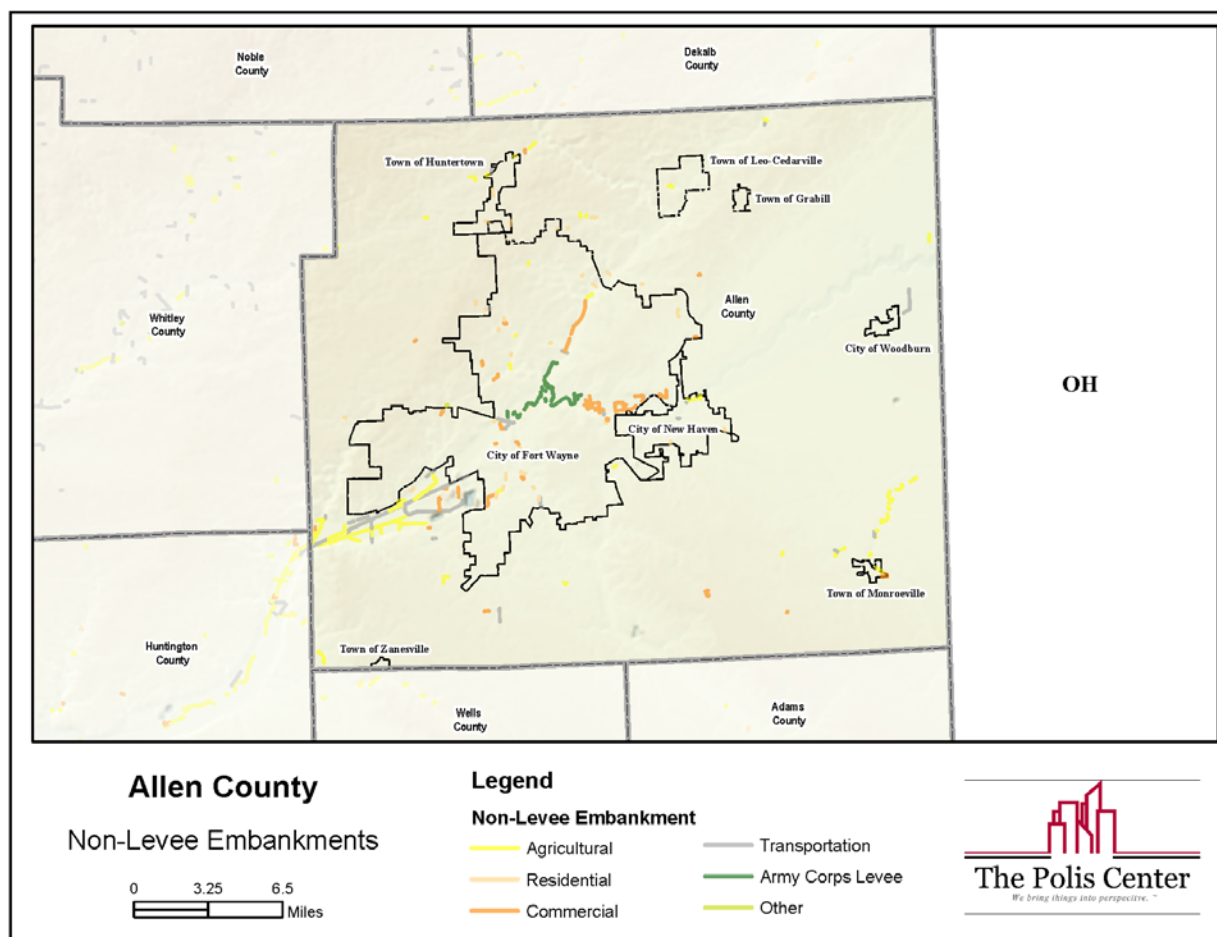 Noble
County
Dekalb
County
Town of Huntertown
Town of Leo-Cedarville
Town of Grabill
Whitley
County
Allen
County
City of Woodburn
OH
City of New Haven
City of Fort Wayne
Town of Monroeville
Huntington
County
Town of Zanesville
Wells
County
Adams
County
Allen County
Non-Levee Embankments
0 3.25 6.5
Miles
Legend
Non-Levee Embankment
Agricultural
Residential
Commercial
Transportation
Army Corps Levee
Other
The Polis Center
We bring things into perspective. ™